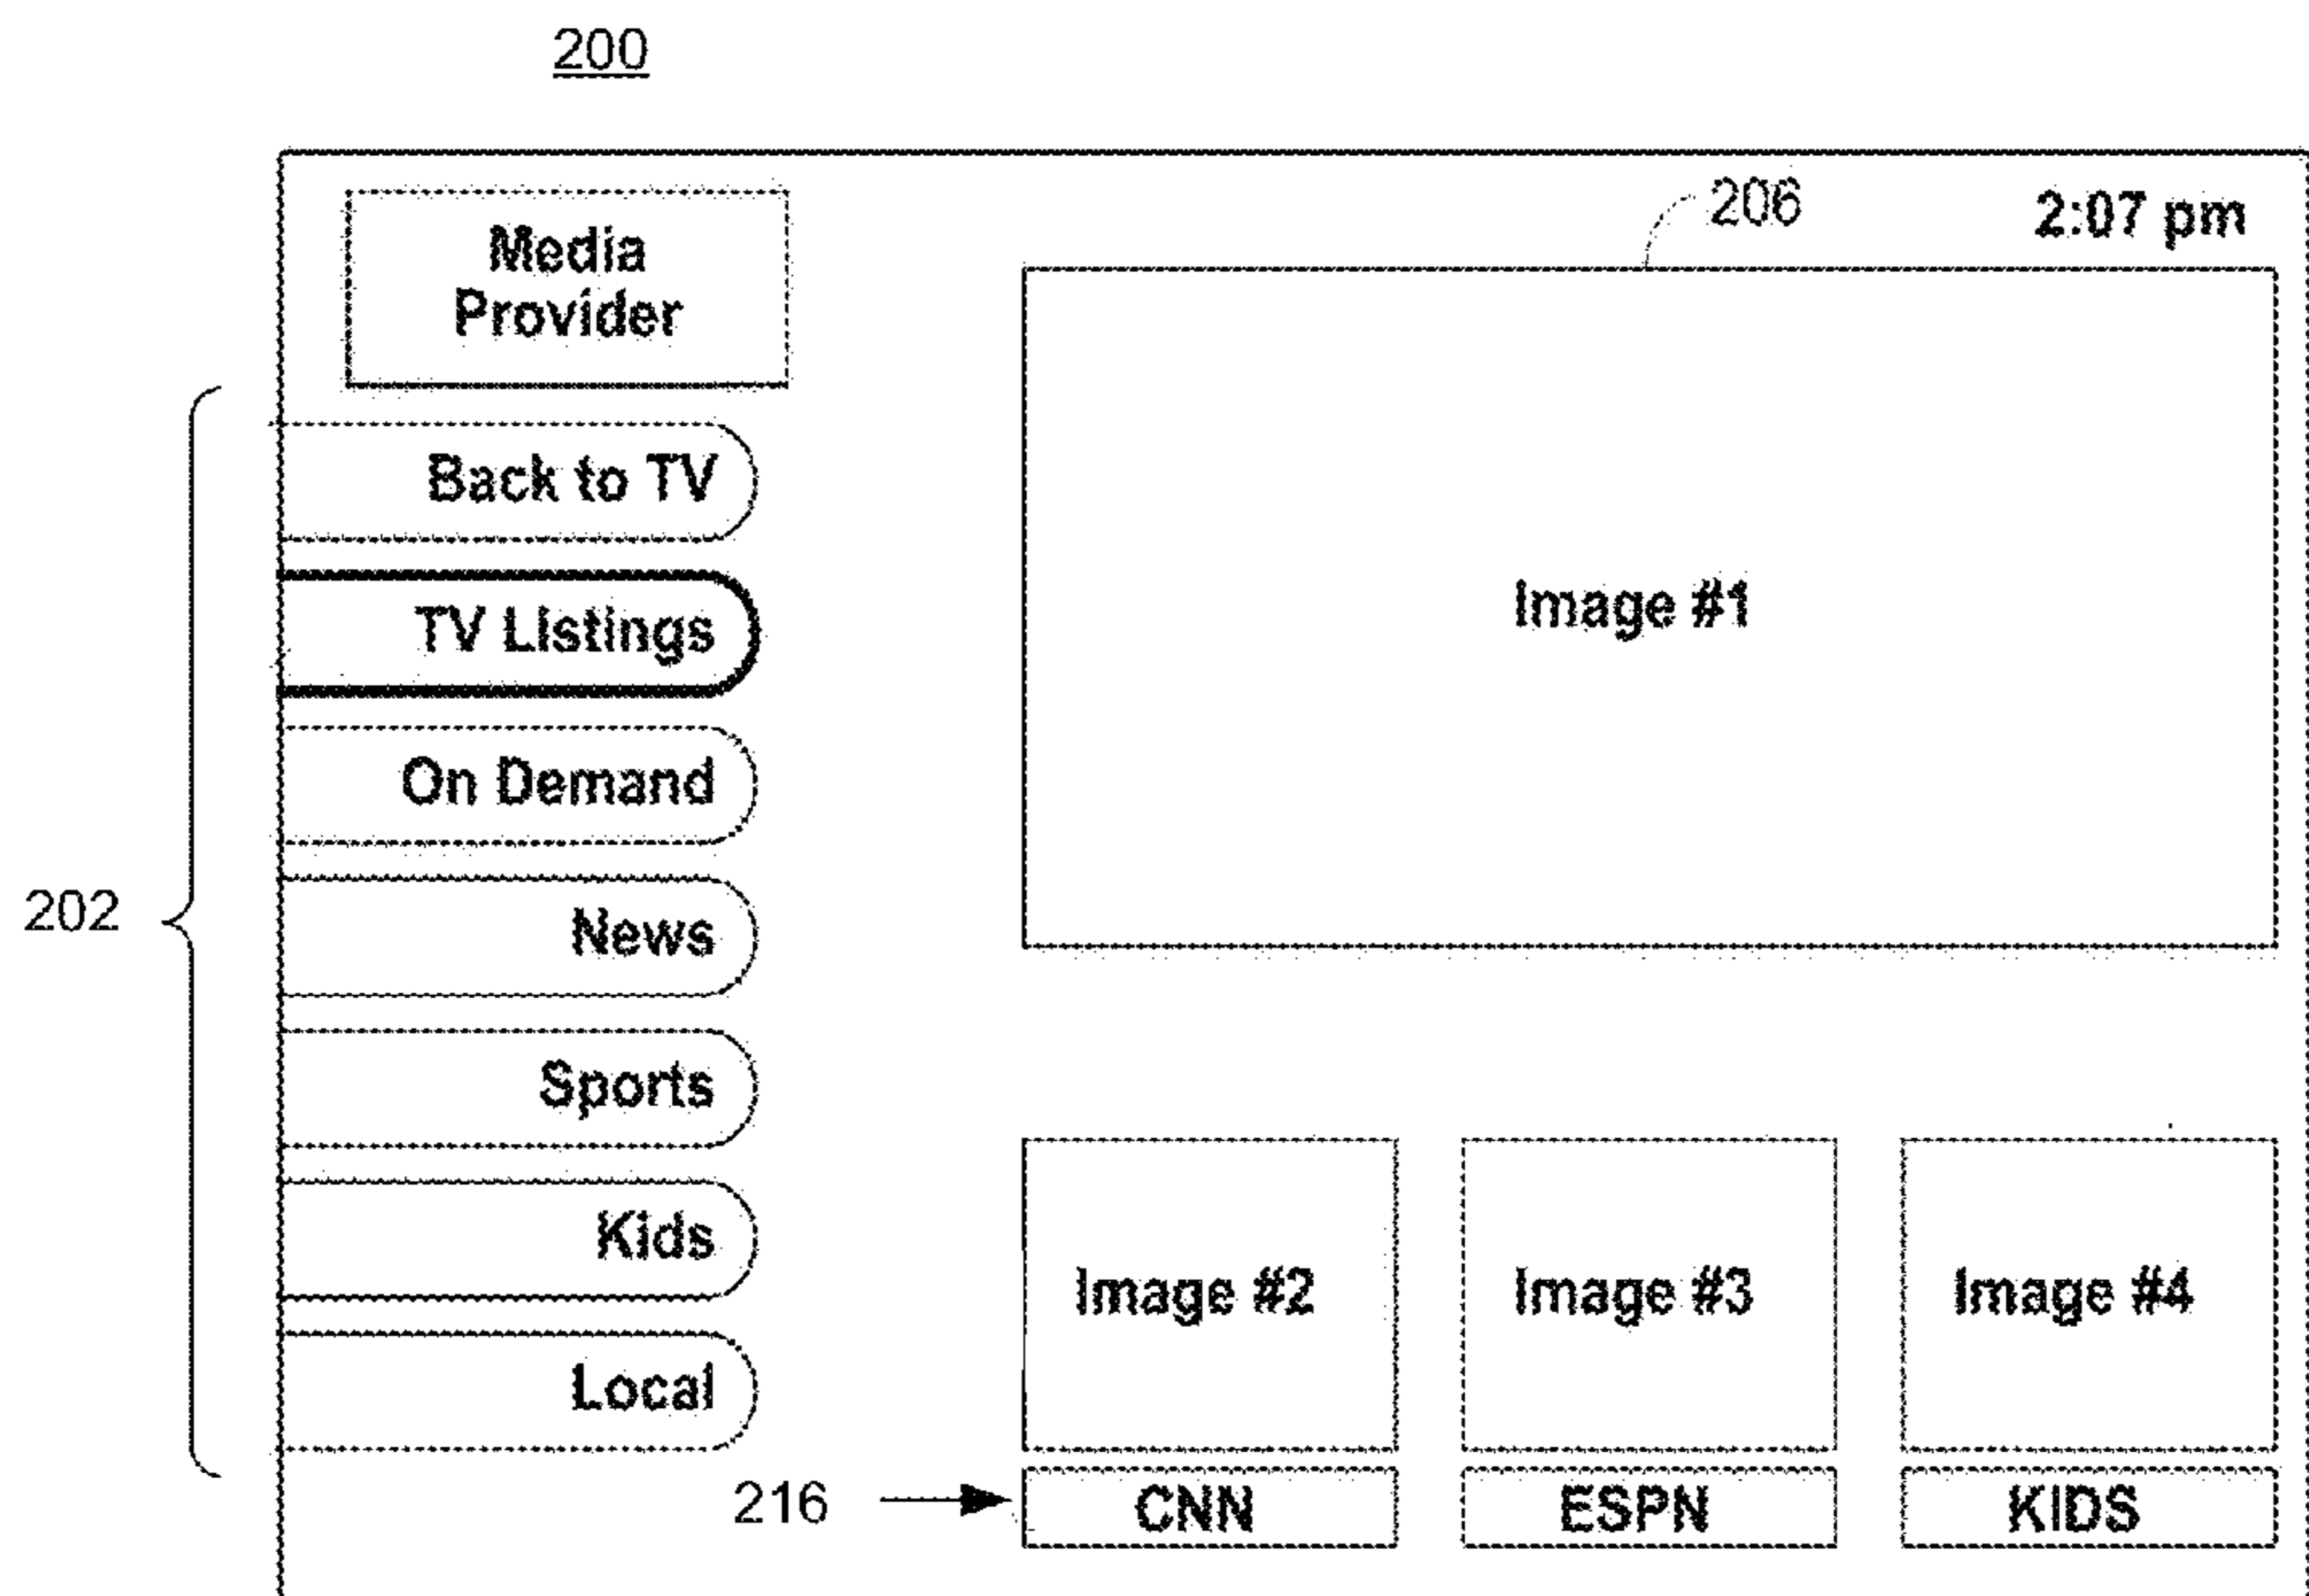 200
Media
Provider
206
2:07 pm
Back to TV
TV Listings
On Demand
News
Sports
Kids
Local
202
Image #1
Image #2
Image #3
Image #4
216
CNN
ESPN
KIDS